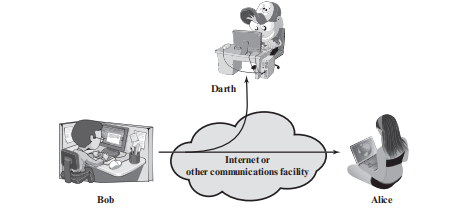 Darth
Internet or
other communications facility
Bob
Alice